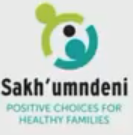 Sakh'umndeni
POSITIVE CHOICES FOR
HEALTHY FAMILIES